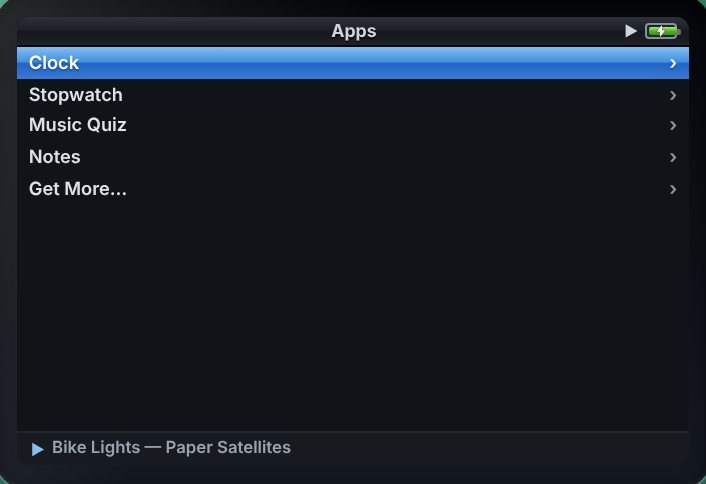 Apps
Clock
Stopwatch
Music Quiz
Notes
Get More...
Bike Lights — Paper Satellites